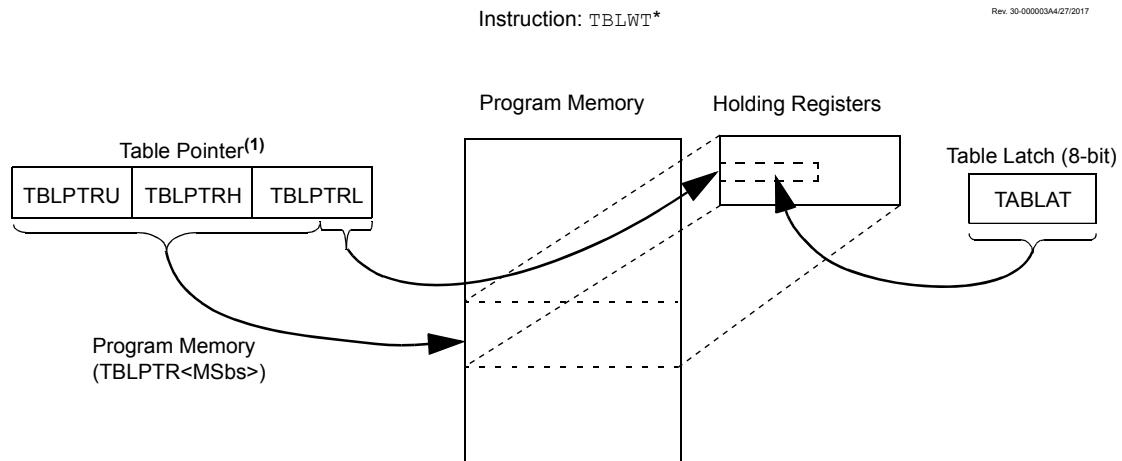 Instruction: TBLWT*
Rev. 30-000003A4/27/2017
Program Memory
Holding Registers
Table Pointer(1)
Table Latch (8-bit)
TBLPTRU
TBLPTRH
TBLPTRL
TABLAT
Program Memory
(TBLPTR<MSbs>)